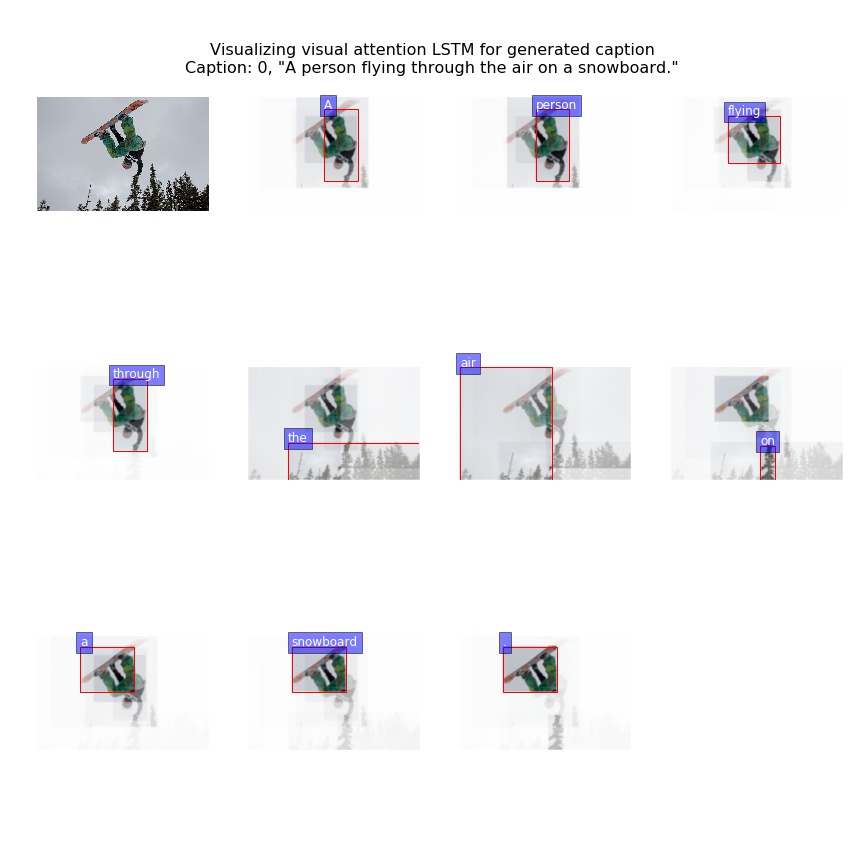 Visualizing visual attention LSTM for generated caption
Caption: 0, "A person flying through the air on a snowboard."
A
person
flying
through
the
air
on
a
snowboard
.